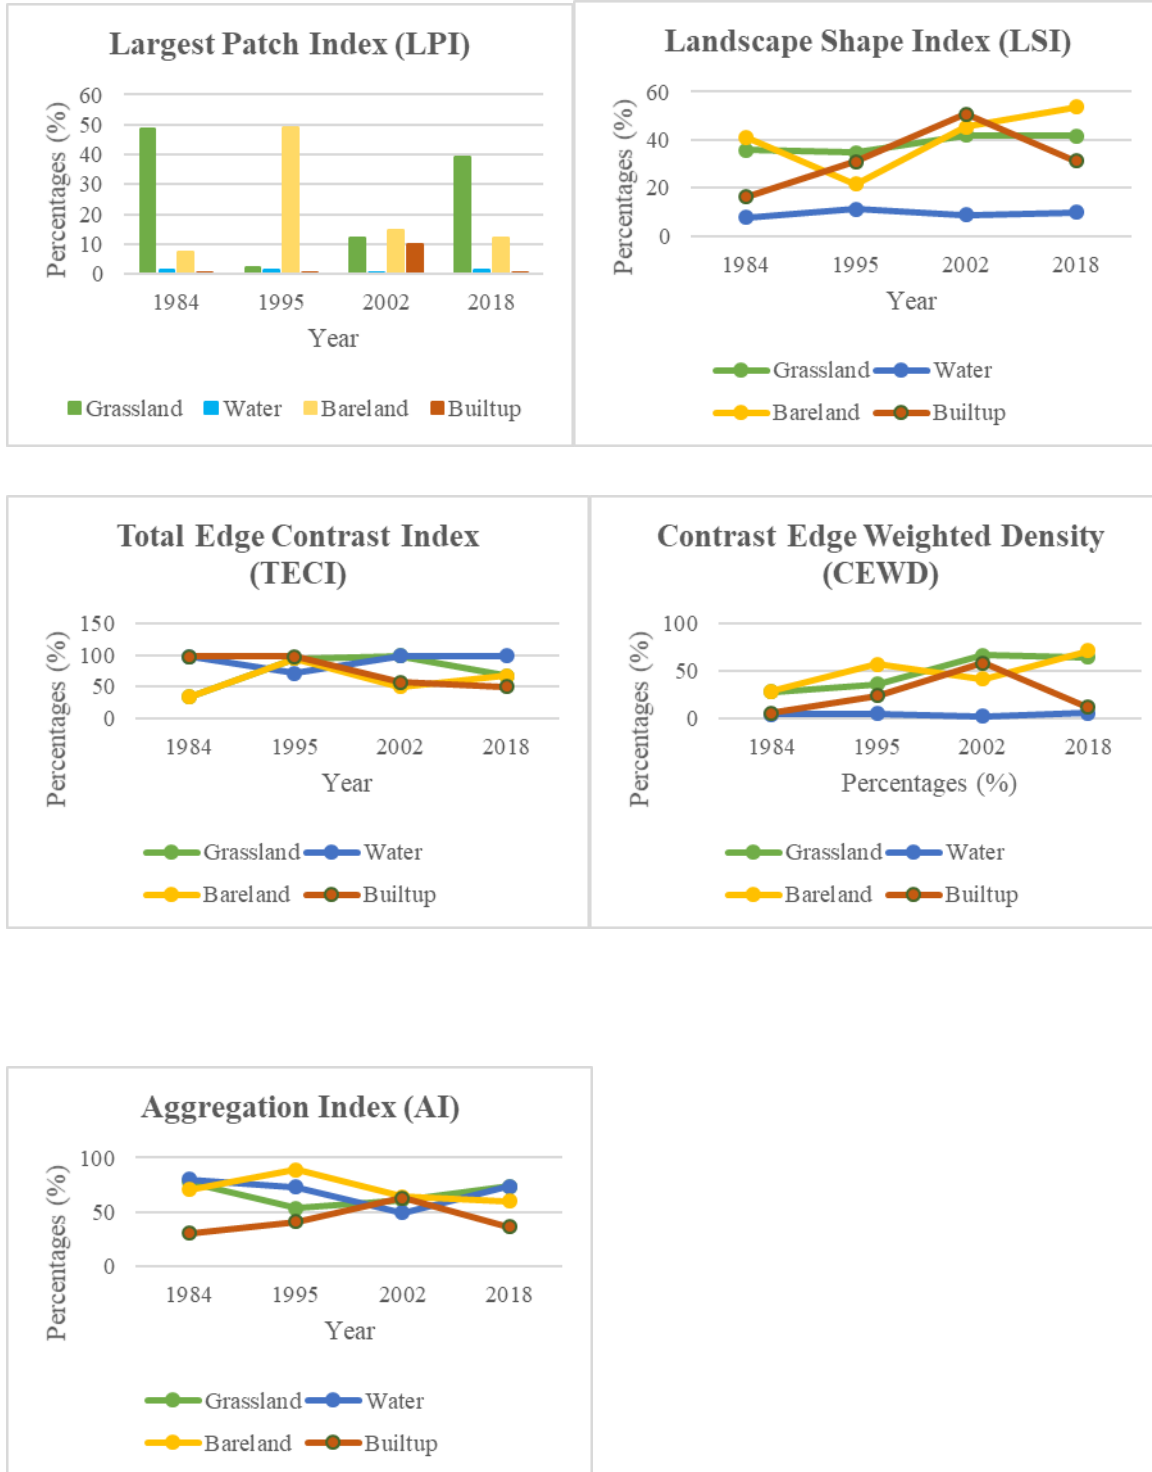 Largest Patch Index (LPI)
Percentages (%)
60
50
40
30
20
10
0
1984 1995 2002 2018
Year
Grassland Water Bareland Builtup
Landscape Shape Index (LSI)
Percentages (%)
60
40
20
0
1984 1995 2002 2018
Year
Grassland Water
Bareland Builtup
Total Edge Contrast Index
(TECI)
Percentages (%)
150
100
50
0
1984 1995 2002 2018
Year
Grassland Water
Bareland Builtup
Contrast Edge Weighted Density
(CEWD)
Percentages (%)
100
50
0
1984 1995 2002 2018
Percentages (%)
Grassland Water
Bareland Builtup
Aggregation Index (AI)
Percentages (%)
100
50
0
1984 1995 2002 2018
Year
Grassland Water
Bareland Builtup